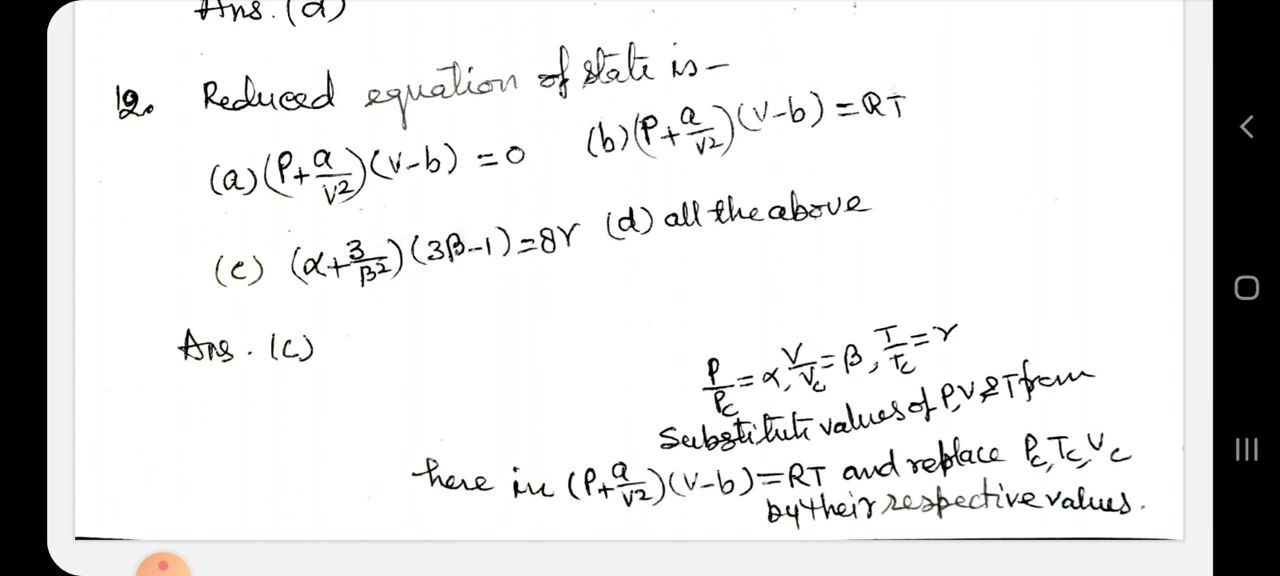 Ans. (d)
12. Reduced equation of state is –
(a) (P+a/V2)(V-b) = 0 (b) (P+a/V2)(V-b) = RT
(c) (α+3/β2)(3β-1)=8γ (d) all the above
Ans. (c)
P/Pc=α, V/Vc=β, T/Tc=γ
Substitute values of P,V&T from
here in (P+a/V2)(V-b)=RT and replace Pc,Tc,Vc
by their respective values.